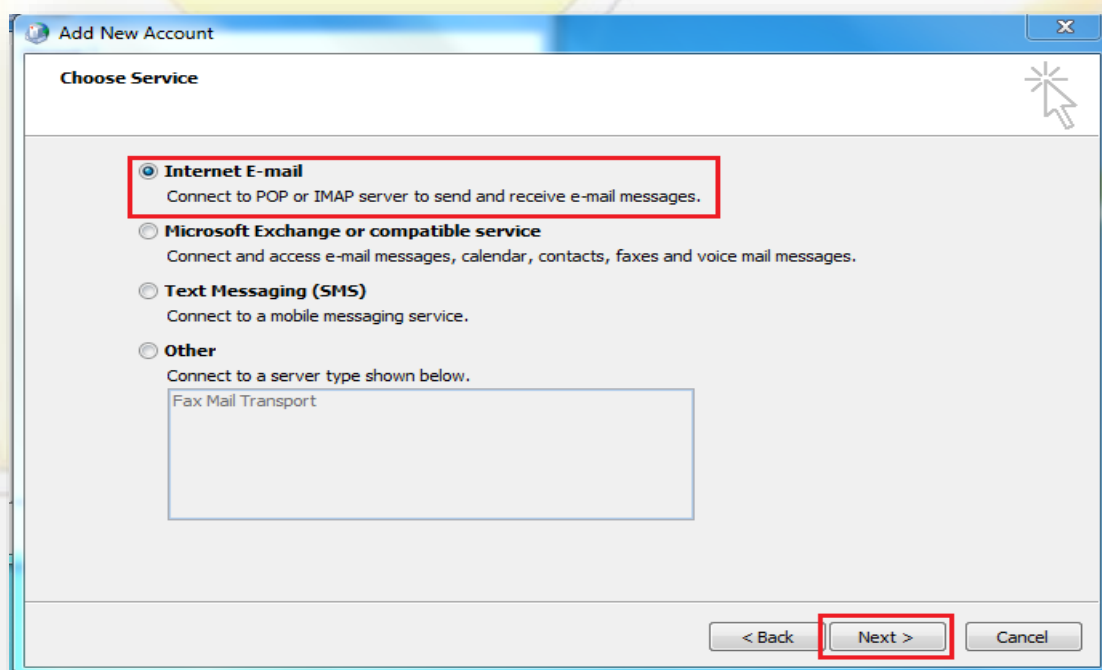 Add New Account
Choose Service
Internet E-mail
Connect to POP or IMAP server to send and receive e-mail messages.
Microsoft Exchange or compatible service
Connect and access e-mail messages, calendar, contacts, faxes and voice mail messages.
Text Messaging (SMS)
Connect to a mobile messaging service.
Other
Connect to a server type shown below.
Fax Mail Transport
< Back Next > Cancel